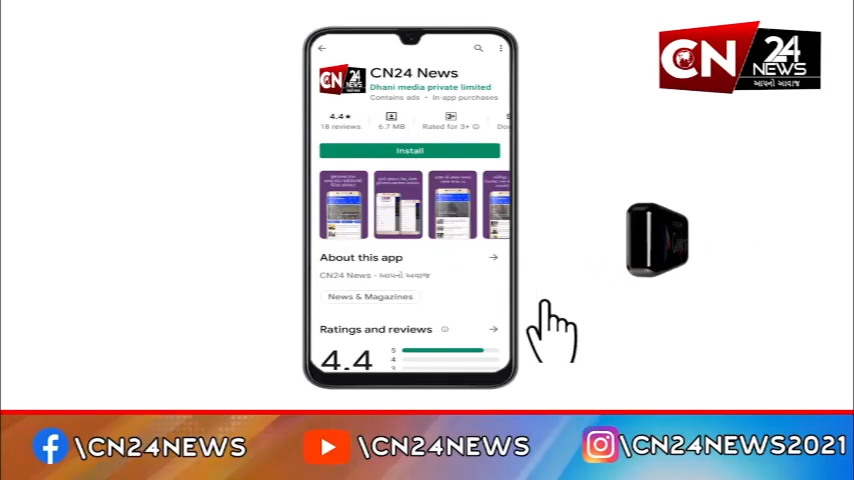 CN24 News
Dhani media private limited
Contains ads • In-app purchases
4.4★
18 reviews
6.7 MB
3+
Rated for 3+
Install
About this app
CN24 News - આપનો અવાજ
News & Magazines
Ratings and reviews
4.4
5
4
3
CN 24
NEWS
આપનો અવાજ
\CN24NEWS
\CN24NEWS
\CN24NEWS2021